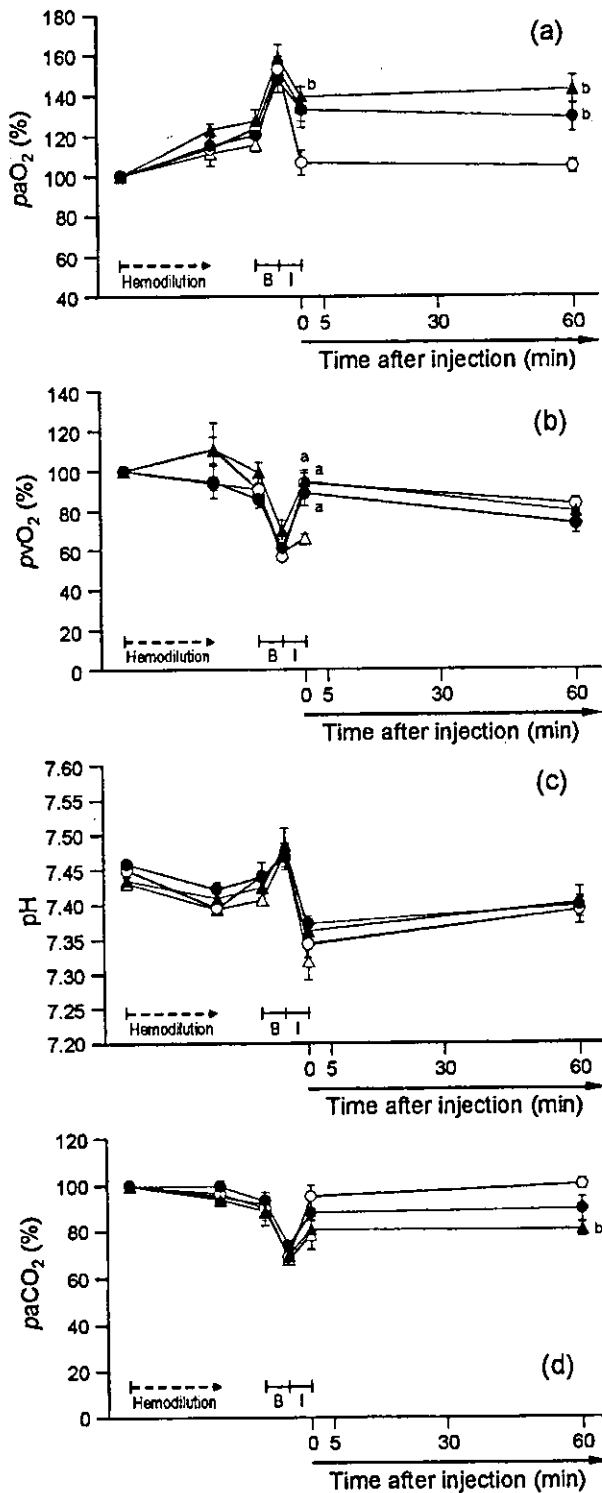 (a)
180
160
140
120
100
80
60
40
paO2 (%)
b
b
b
Hemodilution
B
I
0 5 30 60
Time after injection (min)
(b)
140
120
100
80
60
40
20
0
pvO2 (%)
a
a
a
Hemodilution
B
I
0 5 30 60
Time after injection (min)
(c)
7.60
7.55
7.50
7.45
7.40
7.35
7.30
7.25
7.20
pH
Hemodilution
B
I
0 5 30 60
Time after injection (min)
120
100
80
60
40
20
0
paCO2 (%)
b
(d)
Hemodilution
B
I
0 5 30 60
Time after injection (min)